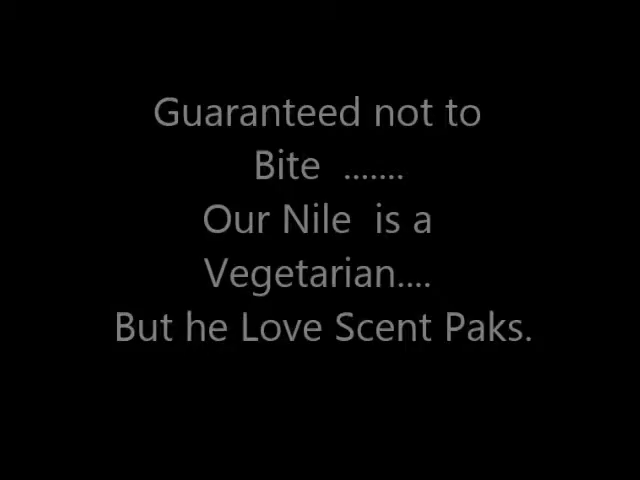 Guaranteed not to
Bite .......
Our Nile is a
Vegetarian....
But he Love Scent Paks.